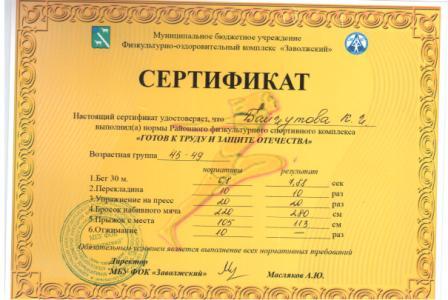 Муниципальное бюджетное учреждение
Физкультурно-оздоровительный комплекс «Заволжский»
СЕРТИФИКАТ
Настоящий сертификат удостоверяет, что К. Г.
выполнил(а) нормы Районного физкультурного спортивного комплекса
«ГОТОВ К ТРУДУ И ЗАЩИТЕ ОТЕЧЕСТВА»
Возрастная группа 45-49
нормативы результат
1.Бег 30 м. сек
2.Перекладина 10 10 раз
3.Упражнение на пресс 20 20 раз
4.Бросок набивного мяча 220 280 см
5.Прыжок с места 105 113 см
6.Отжимание 10 — раз
Обязательным условием является выполнение всех нормативных требований
Директор
МБУ ФОК «Заволжский» Масляков А.Ю.